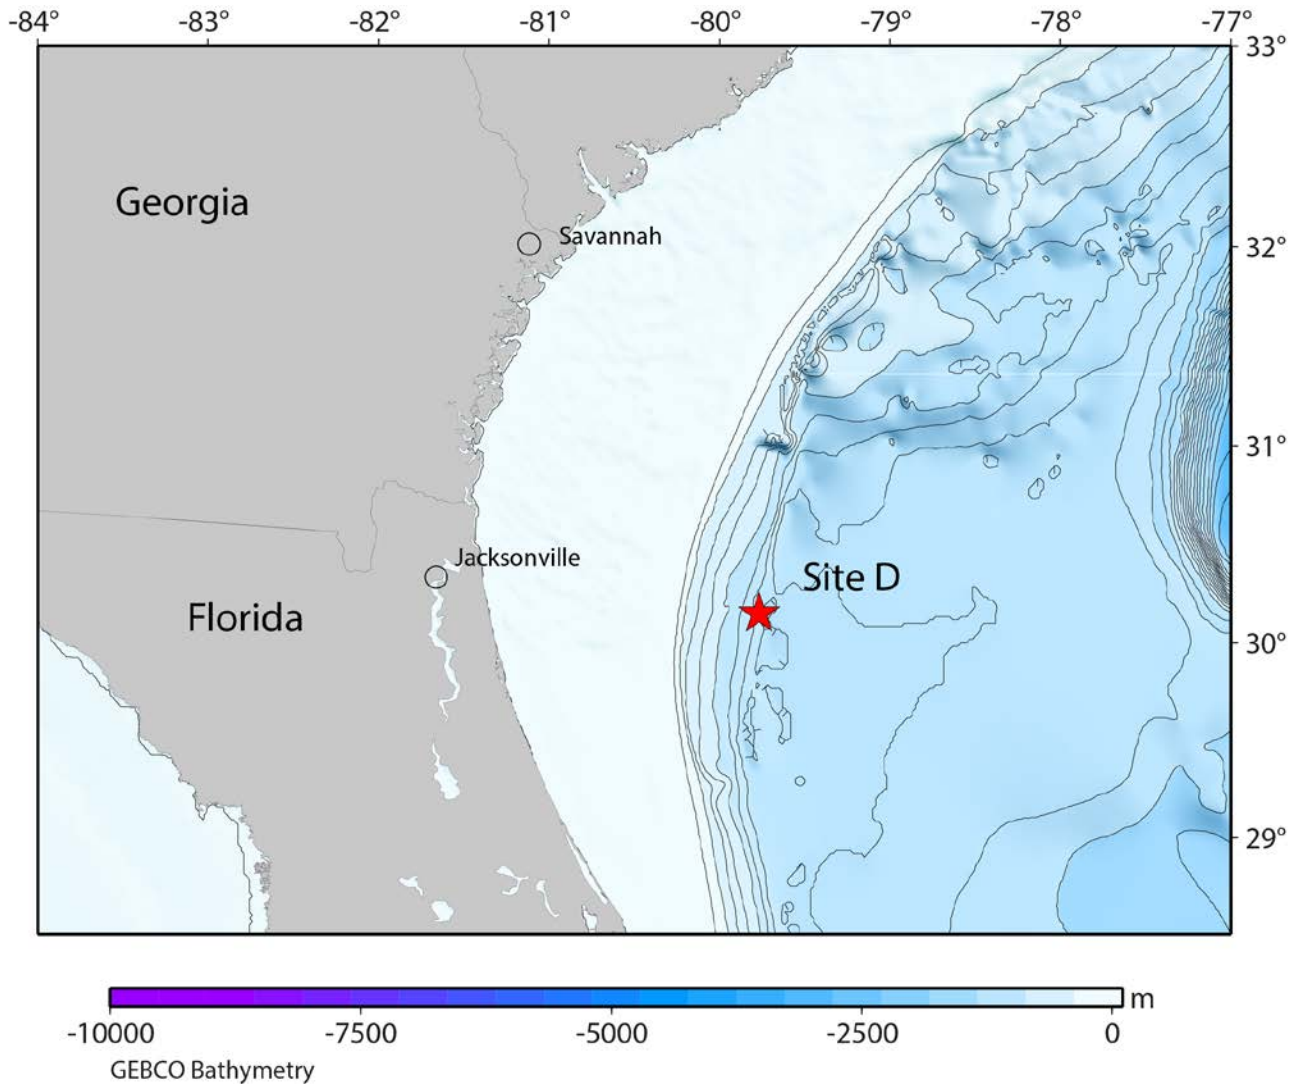 -84° -83° -82° -81° -80° -79° -78° -77°
33°
Georgia
Savannah
32°
31°
Jacksonville
Site D
Florida
30°
29°
m
-10000 -7500 -5000 -2500 0
GEBCO Bathymetry